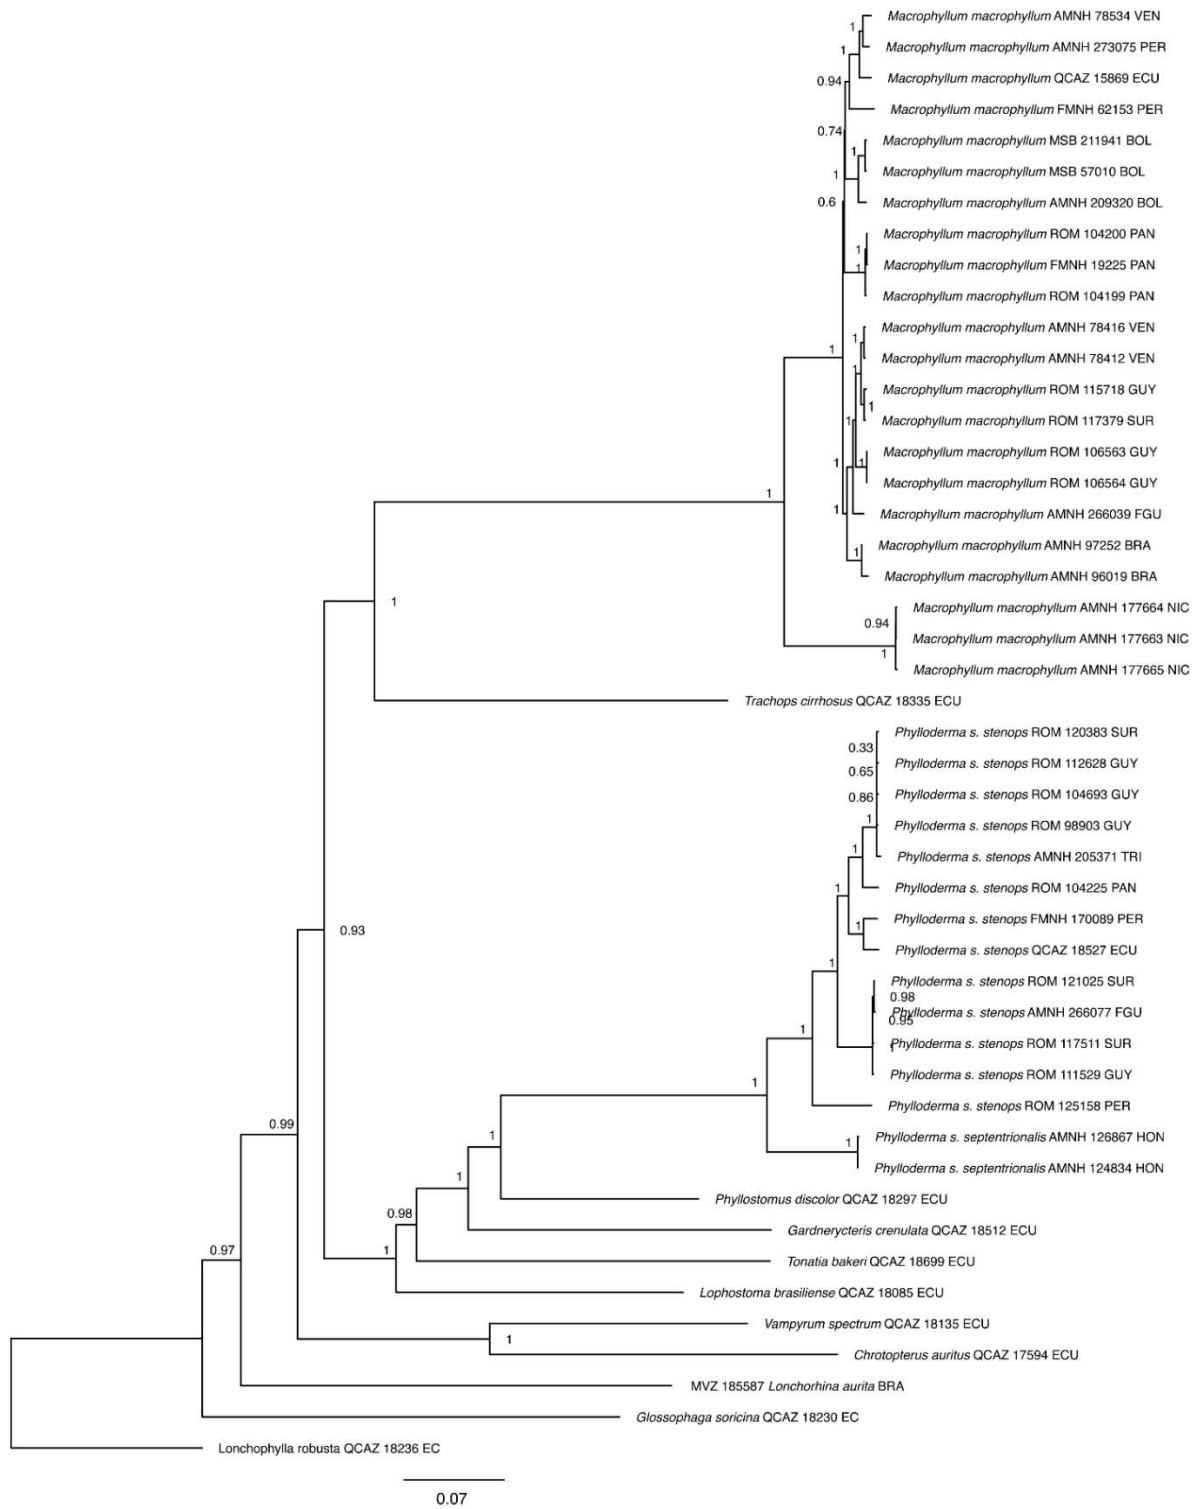 Macrophyllum macrophyllum AMNH 78534 VEN
1
Macrophyllum macrophyllum AMNH 273075 PER
1
Macrophyllum macrophyllum QCAZ 15869 ECU
0.94
Macrophyllum macrophyllum FMNH 62153 PER
0.74
Macrophyllum macrophyllum MSB 211941 BOL
1
Macrophyllum macrophyllum MSB 57010 BOL
1
Macrophyllum macrophyllum AMNH 209320 BOL
0.6
Macrophyllum macrophyllum ROM 104200 PAN
1
Macrophyllum macrophyllum FMNH 19225 PAN
1
Macrophyllum macrophyllum ROM 104199 PAN
Macrophyllum macrophyllum AMNH 78416 VEN
1
1
Macrophyllum macrophyllum AMNH 78412 VEN
1
Macrophyllum macrophyllum ROM 115718 GUY
1
Macrophyllum macrophyllum ROM 117379 SUR
1
Macrophyllum macrophyllum ROM 106563 GUY
1
1
Macrophyllum macrophyllum ROM 106564 GUY
1
1
Macrophyllum macrophyllum AMNH 266039 FGU
Macrophyllum macrophyllum AMNH 97252 BRA
1
Macrophyllum macrophyllum AMNH 96019 BRA
1
Macrophyllum macrophyllum AMNH 177664 NIC
0.94
Macrophyllum macrophyllum AMNH 177663 NIC
1
Macrophyllum macrophyllum AMNH 177665 NIC
Trachops cirrhosus QCAZ 18335 ECU
Phylloderma s. stenops ROM 120383 SUR
0.33
Phylloderma s. stenops ROM 112628 GUY
0.65
Phylloderma s. stenops ROM 104693 GUY
0.86
Phylloderma s. stenops ROM 98903 GUY
1
Phylloderma s. stenops AMNH 205371 TRI
1
Phylloderma s. stenops ROM 104225 PAN
1
Phylloderma s. stenops FMNH 170089 PER
1
0.93
Phylloderma s. stenops QCAZ 18527 ECU
1
Phylloderma s. stenops ROM 121025 SUR
0.98
Phylloderma s. stenops AMNH 266077 FGU
0.95
1
Phylloderma s. stenops ROM 117511 SUR
1
Phylloderma s. stenops ROM 111529 GUY
1
Phylloderma s. stenops ROM 125158 PER
0.99
Phylloderma s. septentrionalis AMNH 126867 HON
1
1
Phylloderma s. septentrionalis AMNH 124834 HON
1
Phyllostomus discolor QCAZ 18297 ECU
0.98
Gardnerycteris crenulata QCAZ 18512 ECU
0.97
1
Tonatia bakeri QCAZ 18699 ECU
Lophostoma brasiliense QCAZ 18085 ECU
Vampyrum spectrum QCAZ 18135 ECU
1
Chrotopterus auritus QCAZ 17594 ECU
MVZ 185587 Lonchorhina aurita BRA
Glossophaga soricina QCAZ 18230 EC
Lonchophylla robusta QCAZ 18236 EC
0.07